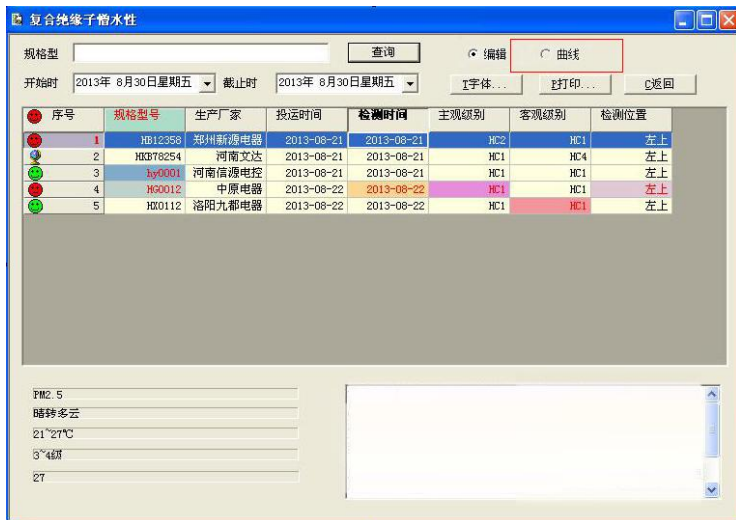 复合绝缘子憎水性
规格型 查询 编辑 曲线
开始时 2013年 8月30日星期五 截止时 2013年 8月30日星期五 I字体... P打印... C返回
序号 规格型号 生产厂家 投运时间 检测时间 主观级别 客观级别 检测位置
1 HB12358 郑州新源电器 2013-08-21 2013-08-21 HC2 HC1 左上
2 HXB78254 河南文达 2013-08-21 2013-08-21 HC1 HC4 左上
3 hy0001 河南信源电控 2013-08-21 2013-08-21 HC1 HC1 左上
4 HG0012 中原电器 2013-08-22 2013-08-22 HC1 HC1 左上
5 HX0112 洛阳九都电器 2013-08-22 2013-08-22 HC1 HC1 左上
PM2.5
晴转多云
21~27℃
3~4级
27